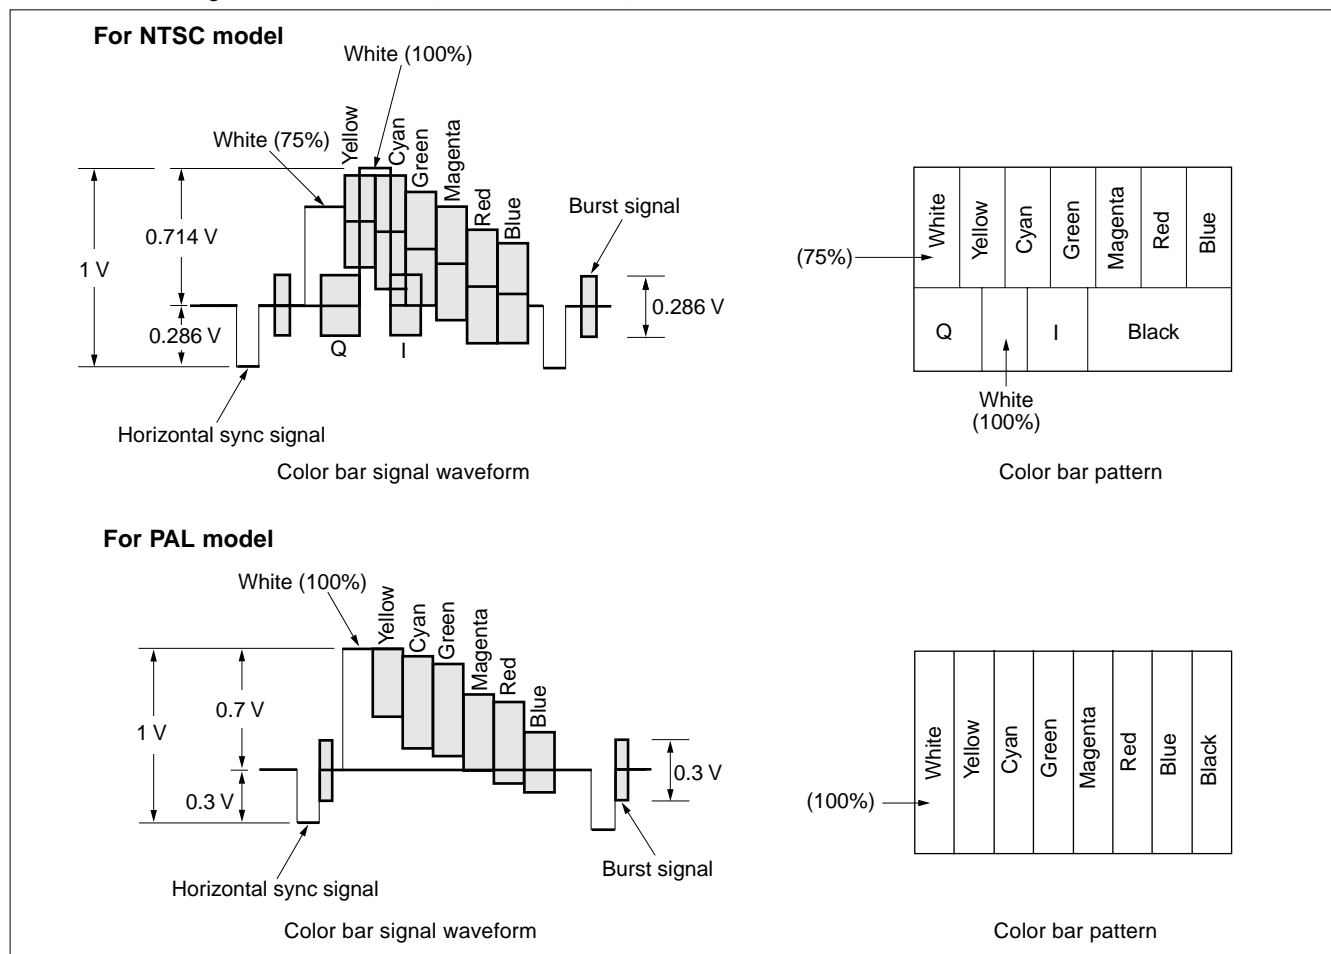 For NTSC model
White (100%)
White (75%)
Yellow
Cyan
Green
Magenta
Red
Blue
Burst signal
0.714 V
1 V
0.286 V
0.286 V
Q
I
Horizontal sync signal
Color bar signal waveform
White
Yellow
Cyan
Green
Magenta
Red
Blue
(75%)
Q
I
Black
White
(100%)
Color bar pattern
For PAL model
White (100%)
Yellow
Cyan
Green
Magenta
Red
Blue
0.7 V
1 V
0.3 V
0.3 V
Burst signal
Horizontal sync signal
Color bar signal waveform
White
Yellow
Cyan
Green
Magenta
Red
Blue
Black
(100%)
Color bar pattern